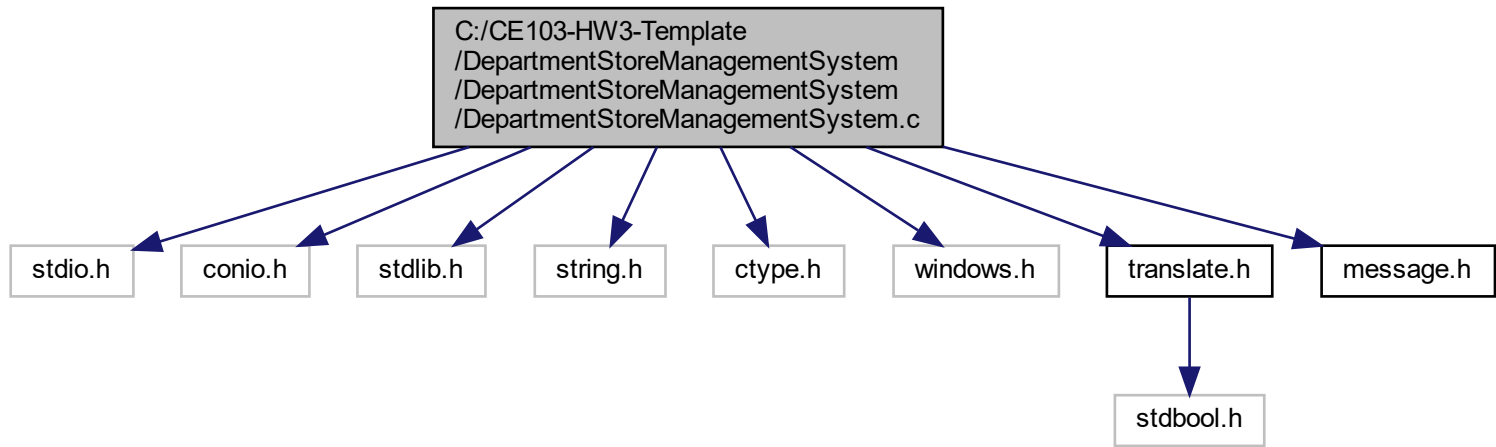 C:/CE103-HW3-Template
/DepartmentStoreManagementSystem
/DepartmentStoreManagementSystem
/DepartmentStoreManagementSystem.c
stdio.h
conio.h
stdlib.h
string.h
ctype.h
windows.h
translate.h
message.h
stdbool.h